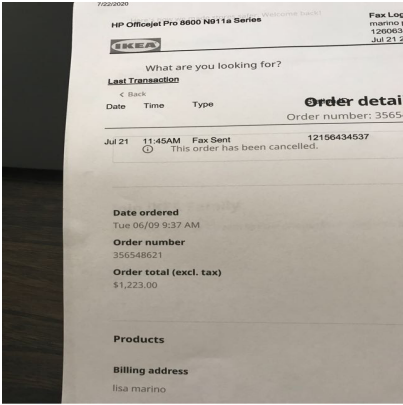 7/22/2020
HP Officejet Pro 8600 N911a Series
Fax Log
marino
126063
Jul 21 2
IKEA
What are you looking for?
Last Transaction
< Back
Date Time Type
Order detai
Order number: 3565
Jul 21 11:45AM Fax Sent 12156434537
This order has been cancelled.
Date ordered
Tue 06/09 9:37 AM
Order number
356548621
Order total (excl. tax)
$1,223.00
Products
Billing address
lisa marino